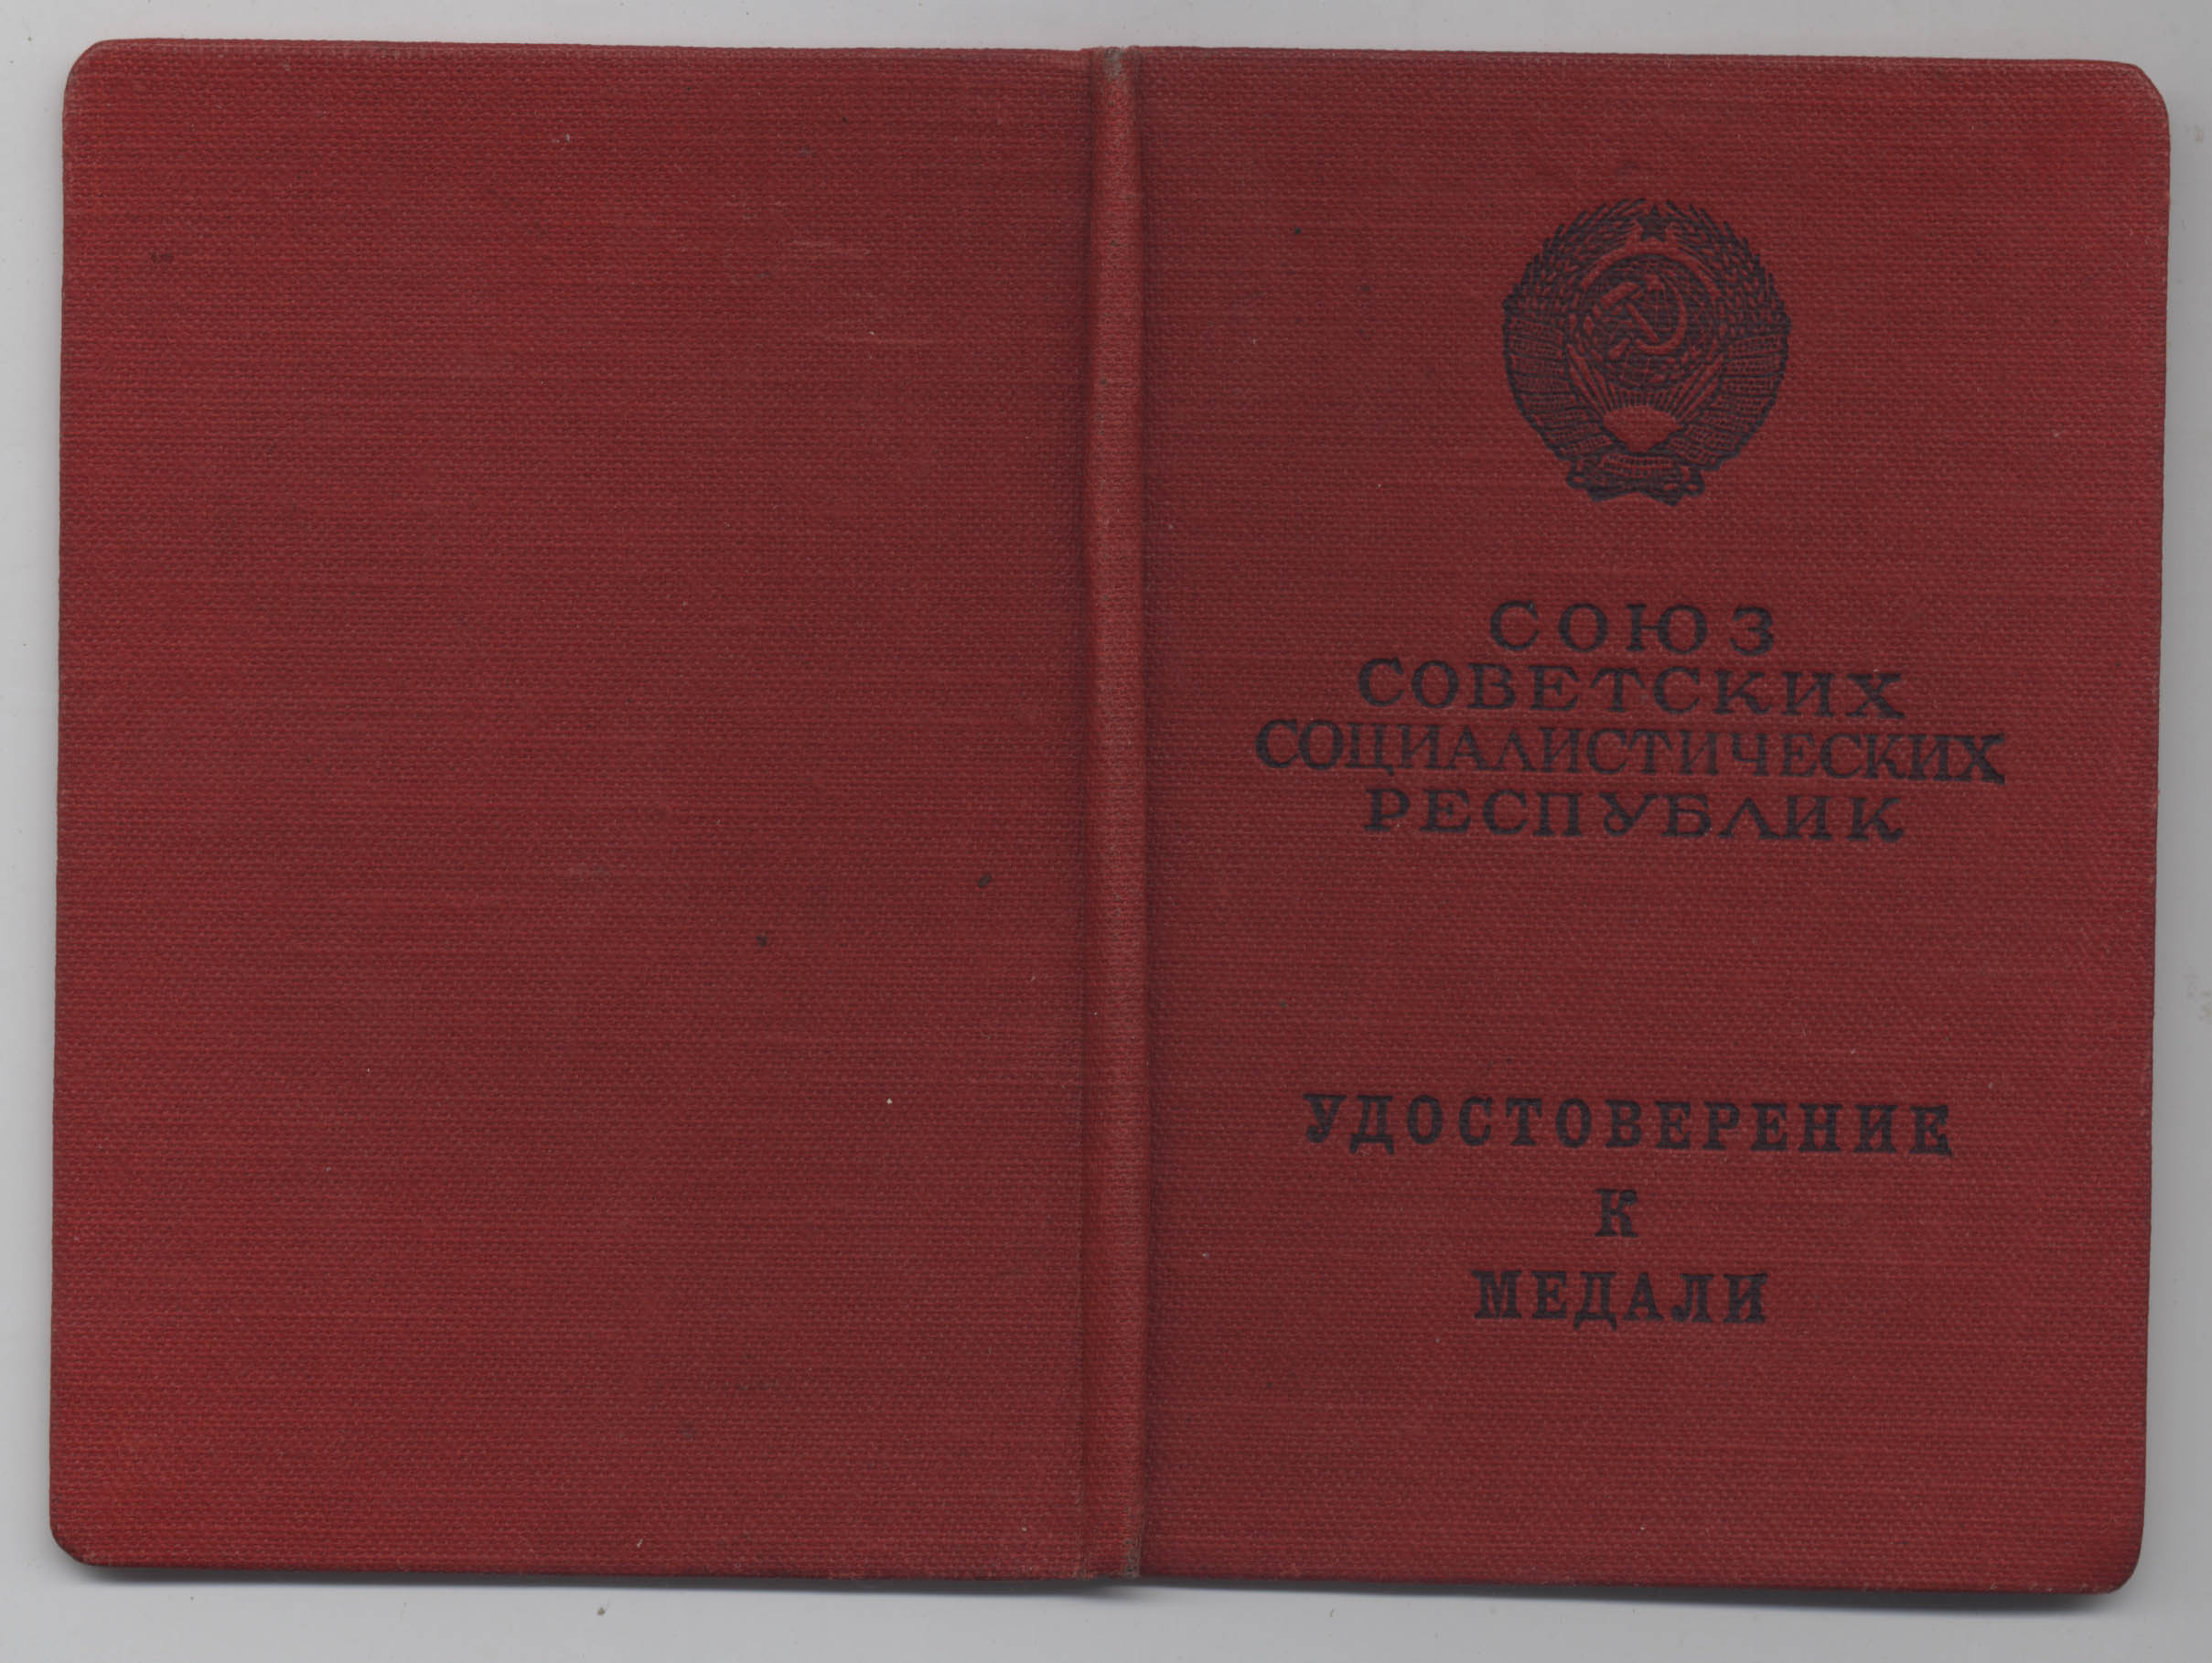 СОЮЗ
СОВЕТСКИХ
СОЦИАЛИСТИЧЕСКИХ
РЕСПУБЛИК
УДОСТОВЕРЕНИЕ
К
МЕДАЛИ